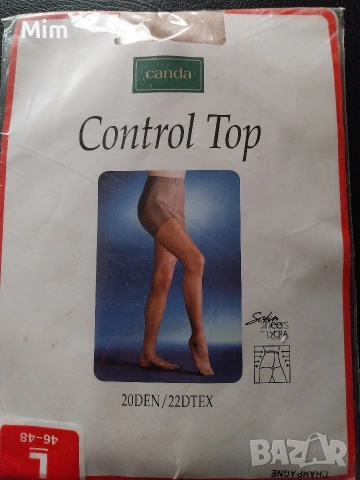 Mim
canda
Control Top
Satin
Sheers
LYCRA
20DEN/22DTEX
L
46-48
CHAMPAGNE
BAZAR